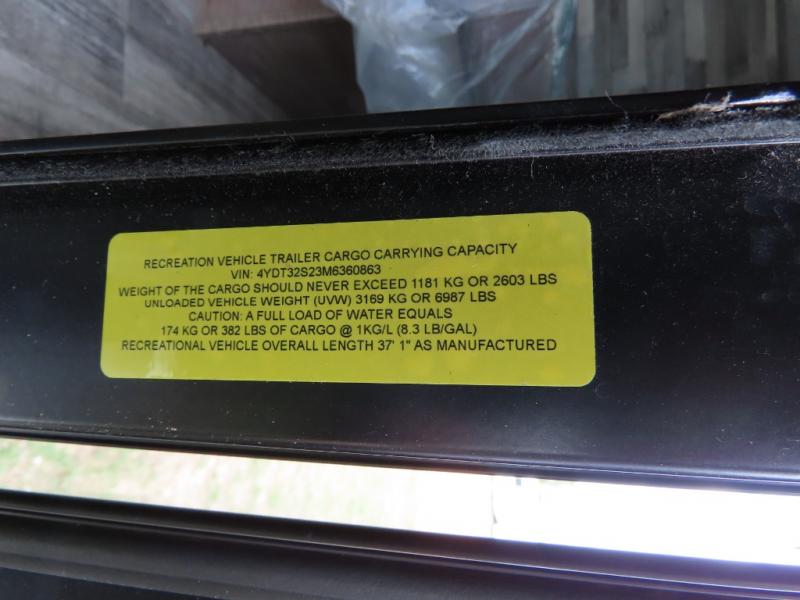 RECREATION VEHICLE TRAILER CARGO CARRYING CAPACITY
VIN: 4YDT32S23M6360863
WEIGHT OF THE CARGO SHOULD NEVER EXCEED 1181 KG OR 2603 LBS
UNLOADED VEHICLE WEIGHT (UVW) 3169 KG OR 6987 LBS
CAUTION: A FULL LOAD OF WATER EQUALS
174 KG OR 382 LBS OF CARGO @ 1KG/L (8.3 LB/GAL)
RECREATIONAL VEHICLE OVERALL LENGTH 37' 1" AS MANUFACTURED